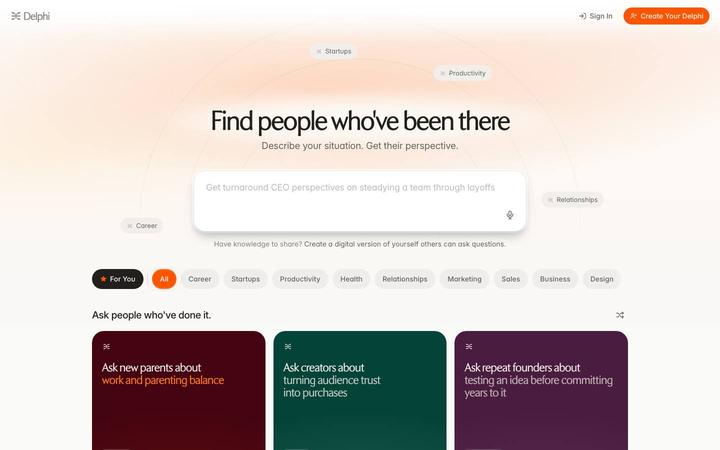 Delphi
Sign In
Create Your Delphi
Startups
Productivity
Find people who've been there
Describe your situation. Get their perspective.
Get turnaround CEO perspectives on steadying a team through layoffs
Relationships
Career
Have knowledge to share? Create a digital version of yourself others can ask questions.
For You
All
Career
Startups
Productivity
Health
Relationships
Marketing
Sales
Business
Design
Ask people who've done it.
Ask new parents about
work and parenting balance
Ask creators about
turning audience trust
into purchases
Ask repeat founders about
testing an idea before committing
years to it